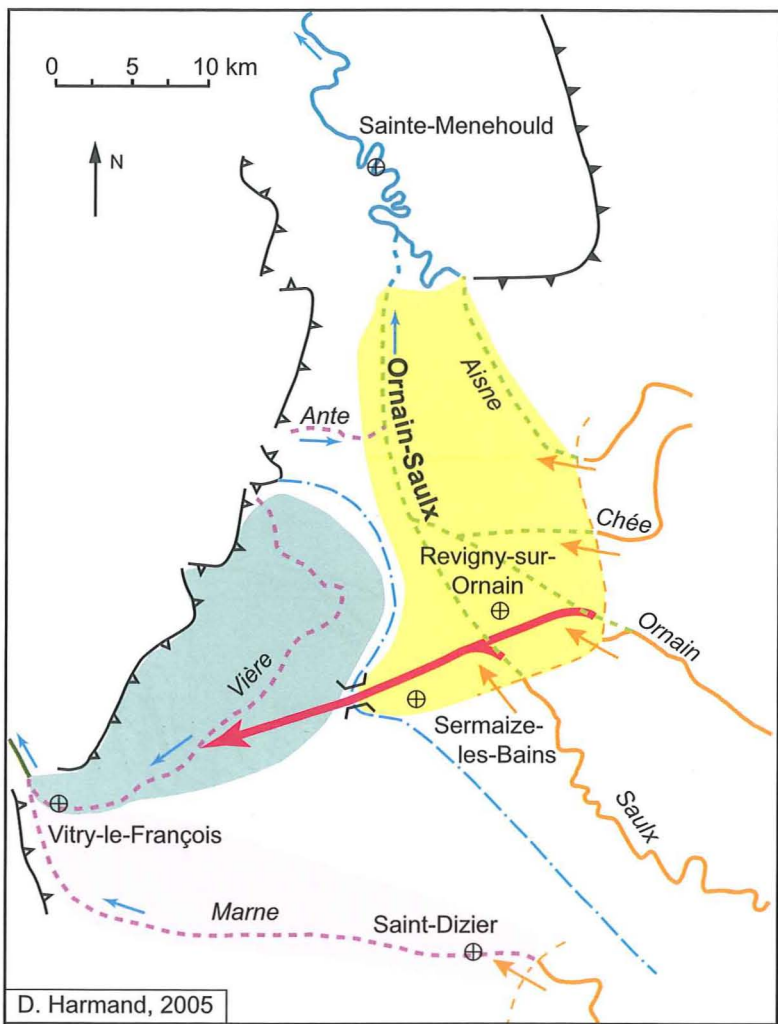 0 5 10 km
N
Sainte-Menehould
Aisne
Ante
Ornain-Saulx
Chée
Revigny-sur-
Ornain
Ornain
Vière
Sermaize-
les-Bains
Saulx
Vitry-le-François
Marne
Saint-Dizier
D. Harmand, 2005